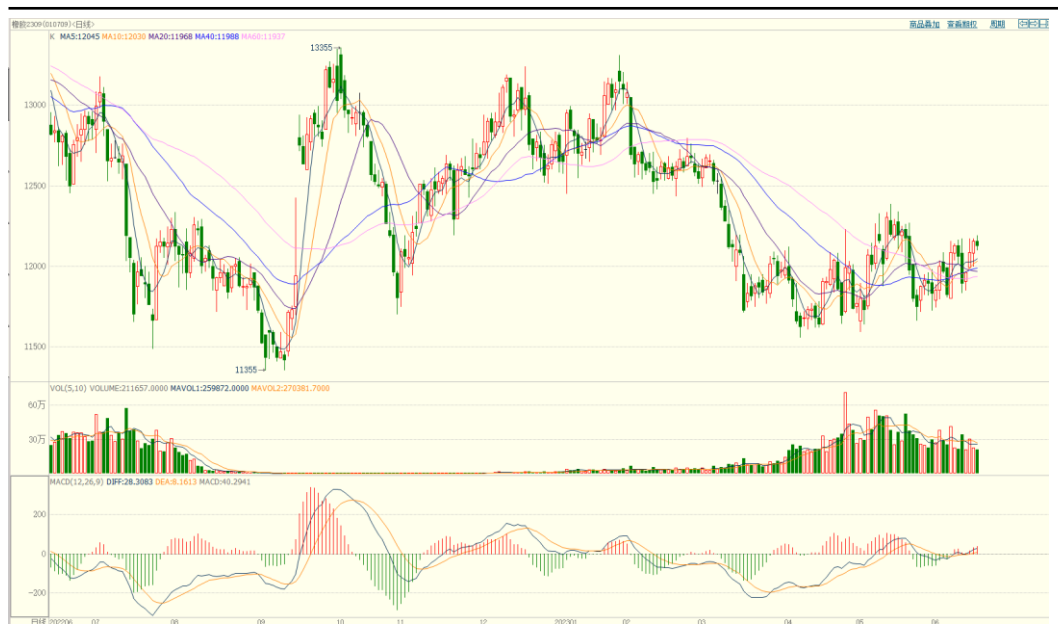 橡胶2309(010709)<日线> 商品叠加 查看期权 周期
K MA5:12045 MA10:12030 MA20:11968 MA40:11988 MA60:11937
13355→
13000
12500
12000
11500
11355→
VOL(5,10) VOLUME:211657.0000 MAVOL1:259872.0000 MAVOL2:270381.7000
60万
30万
MACD(12,26,9) DIFF:28.3083 DEA:8.1613 MACD:40.2941
200
0
-200
日线 202206 07 08 09 10 11 12 202301 02 03 04 05 06